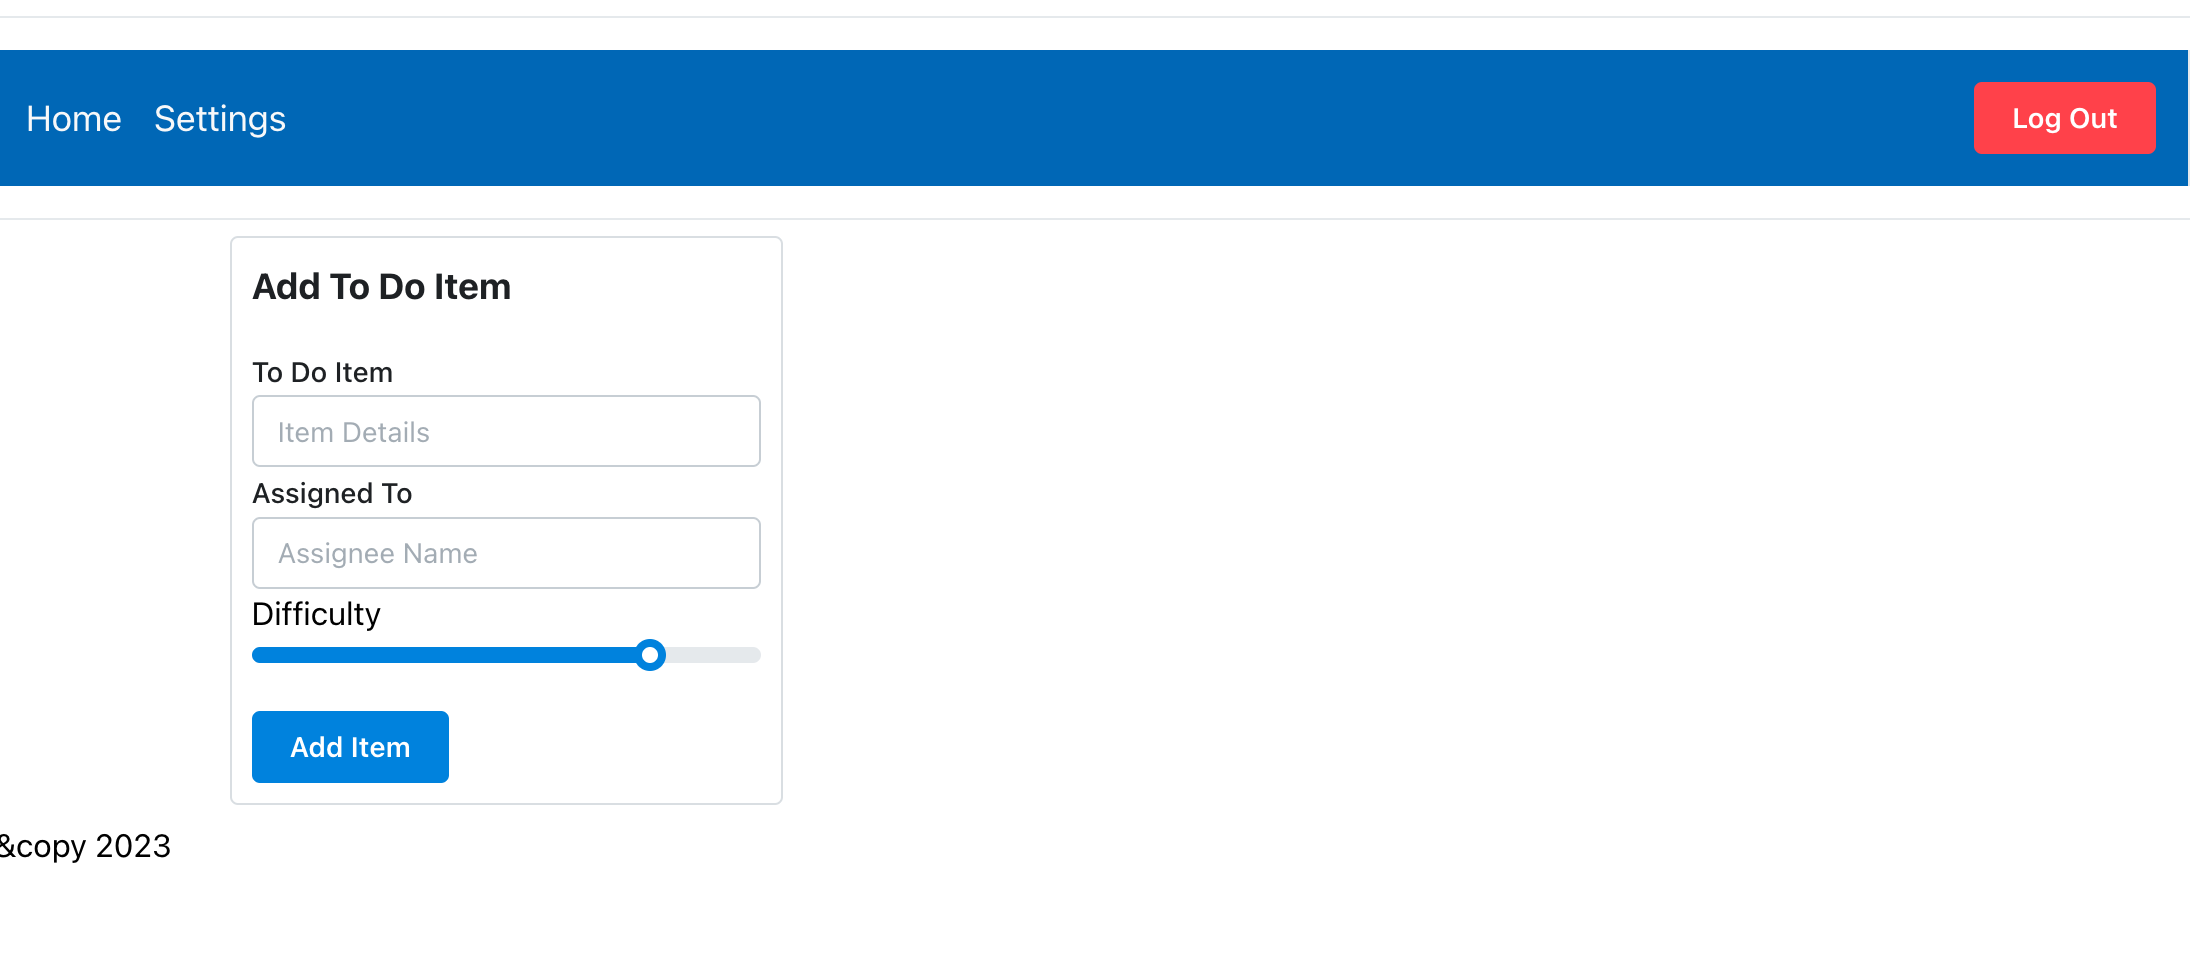 Home Settings Log Out
Add To Do Item
To Do Item
Item Details
Assigned To
Assignee Name
Difficulty
Add Item
&copy 2023